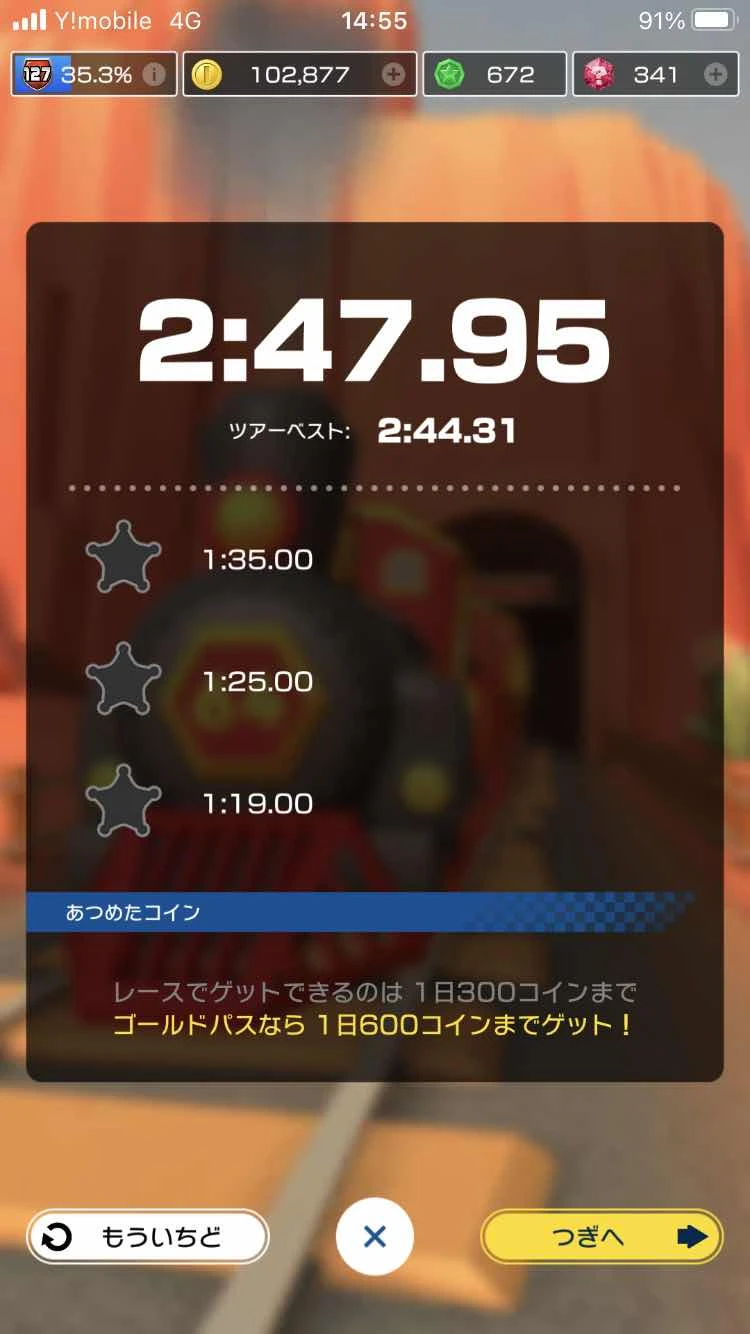 Y!mobile 4G 14:55 91%
127 35.3% i 102,877 + 672 ? 341 +
2:47.95
ツアーベスト: 2:44.31
1:35.00
1:25.00
1:19.00
あつめたコイン
レースでゲットできるのは 1日300コインまで
ゴールドパスなら 1日600コインまでゲット!
もういちど × つぎへ